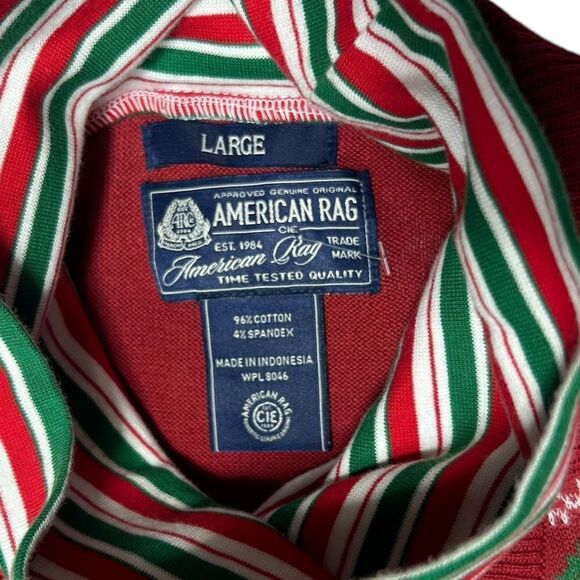 LARGE
APPROVED GENUINE ORIGINAL
AMERICAN RAG
CIE
EST. 1984
American Rag
TRADE
MARK
TIME TESTED QUALITY
96% COTTON
4% SPANDEX
MADE IN INDONESIA
WPL 8046
AMERICAN RAG
CIE